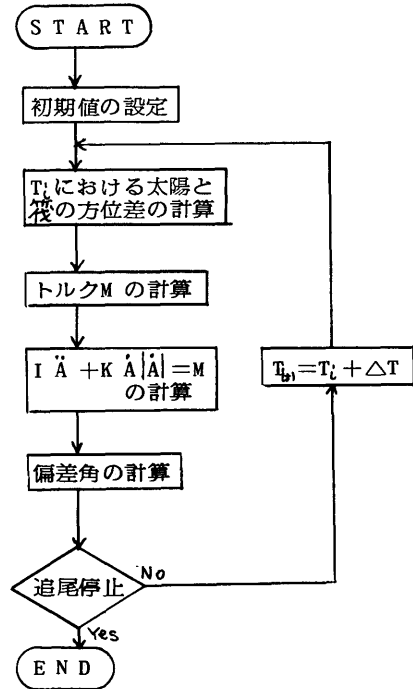 START
初期値の設定
Tiにおける太陽と
筏の方位差の計算
トルクMの計算
I Ä +K Ȧ|Ȧ|=M
の計算
偏差角の計算
追尾停止
No
Yes
END
Ti+1=Ti+△T